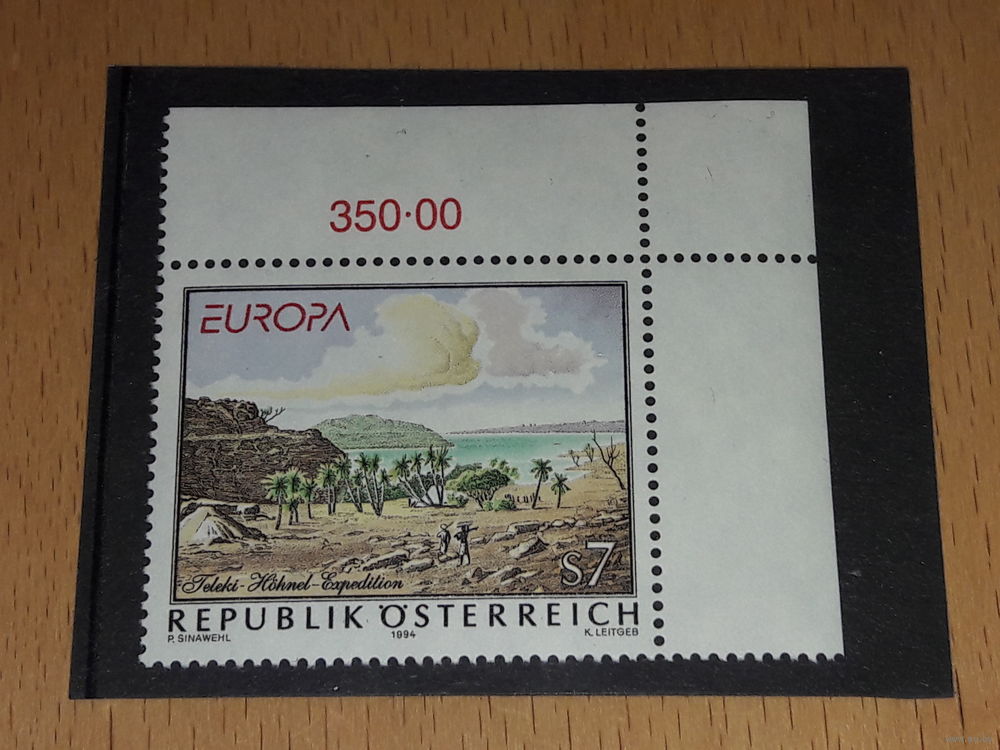 350·00
EUROPA
Teleki-Höhnel-Expedition
s7
REPUBLIK ÖSTERREICH
P. SINAWEHL 1994 K. LEITGEB